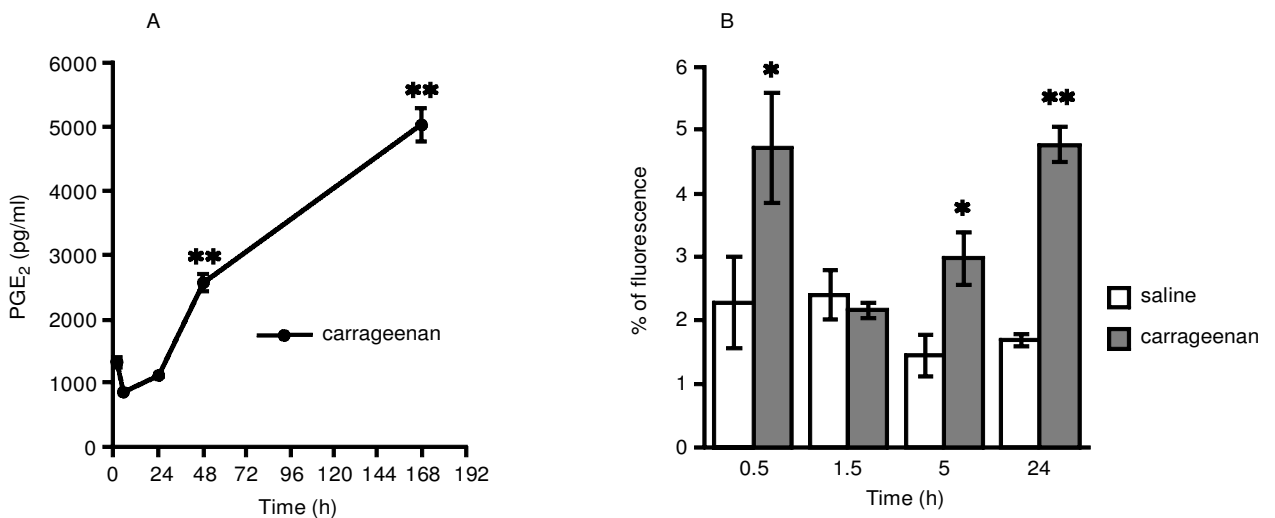 A
6000
5000
4000
3000
2000
1000
0
PGE₂ (pg/ml)
**
**
carrageenan
0 24 48 72 96 120 144 168 192
Time (h)
B
6
5
4
3
2
1
0
% of fluorescence
*
*
**
saline
carrageenan
0.5 1.5 5 24
Time (h)